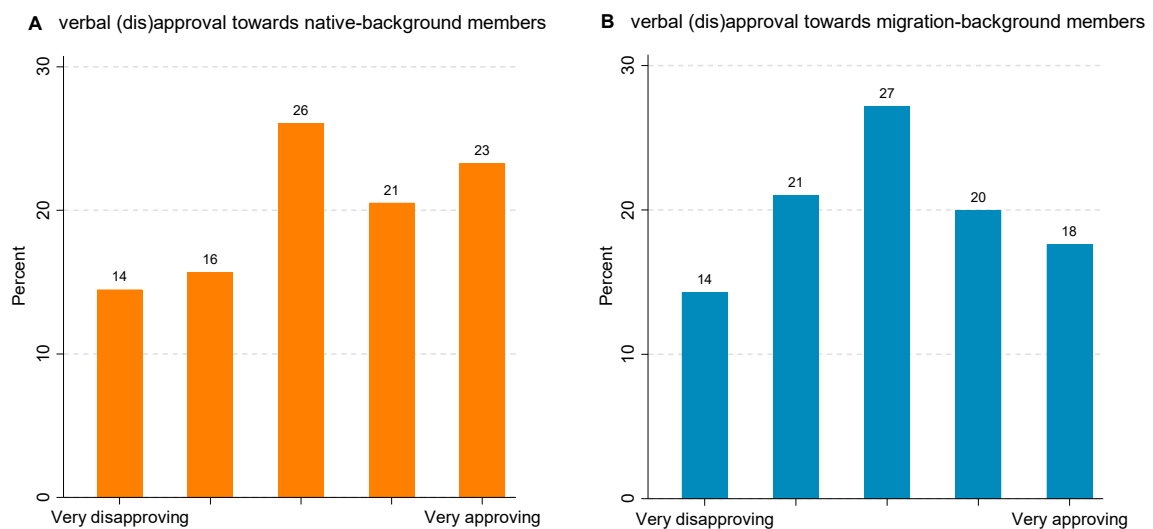 A verbal (dis)approval towards native-background members
30
20
10
0
Percent
14
16
26
21
23
Very disapproving
Very approving
B verbal (dis)approval towards migration-background members
30
20
10
0
Percent
14
21
27
20
18
Very disapproving
Very approving